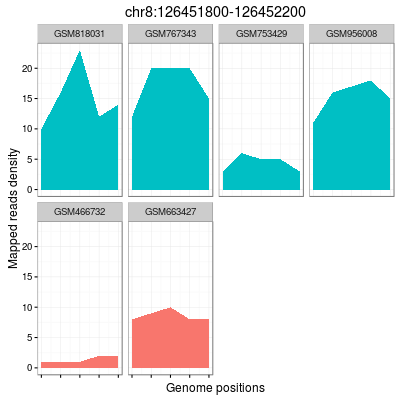 chr8:126451800-126452200
GSM818031 GSM767343 GSM753429 GSM956008
20
15
10
5
0
GSM466732 GSM663427
20
15
10
5
0
Mapped reads density
Genome positions